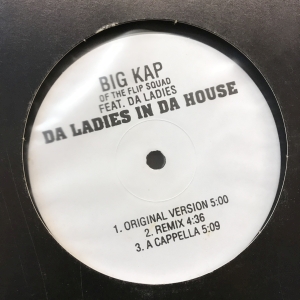 BIG KAP
OF THE FLIP SQUAD
FEAT. DA LADIES
DA LADIES IN DA HOUSE
1. ORIGINAL VERSION 5:00
2. REMIX 4:36
3. A CAPPELLA 5:09